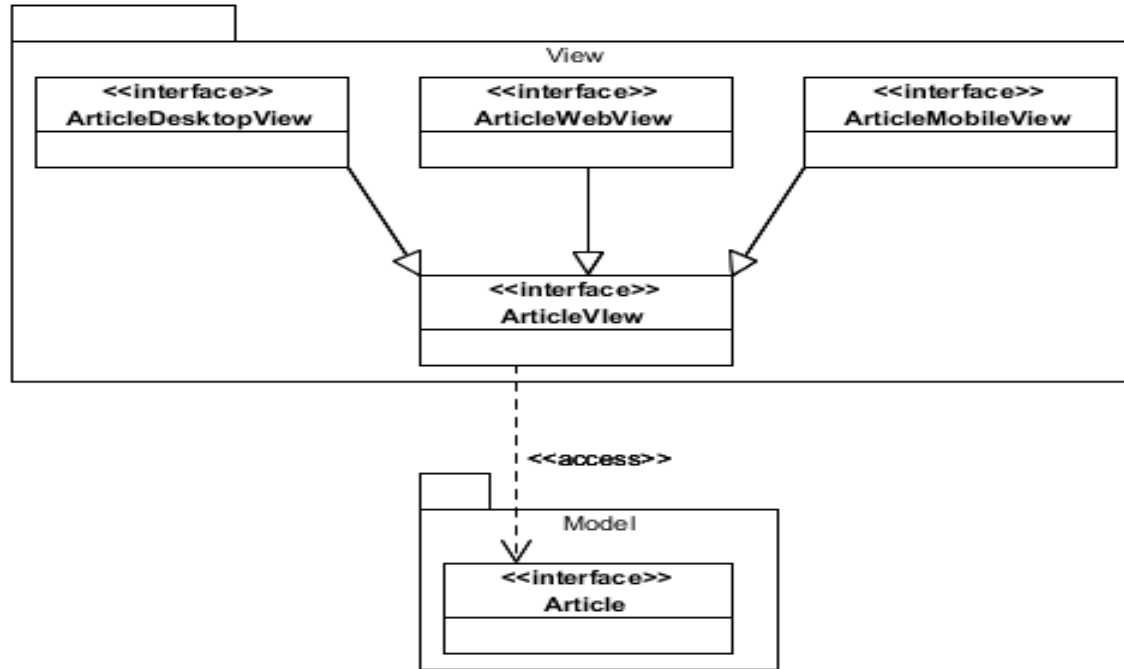 View
<<interface>>
ArticleDesktopView
<<interface>>
ArticleWebView
<<interface>>
ArticleMobileView
<<interface>>
ArticleVIew
<<access>>
Model
<<interface>>
Article